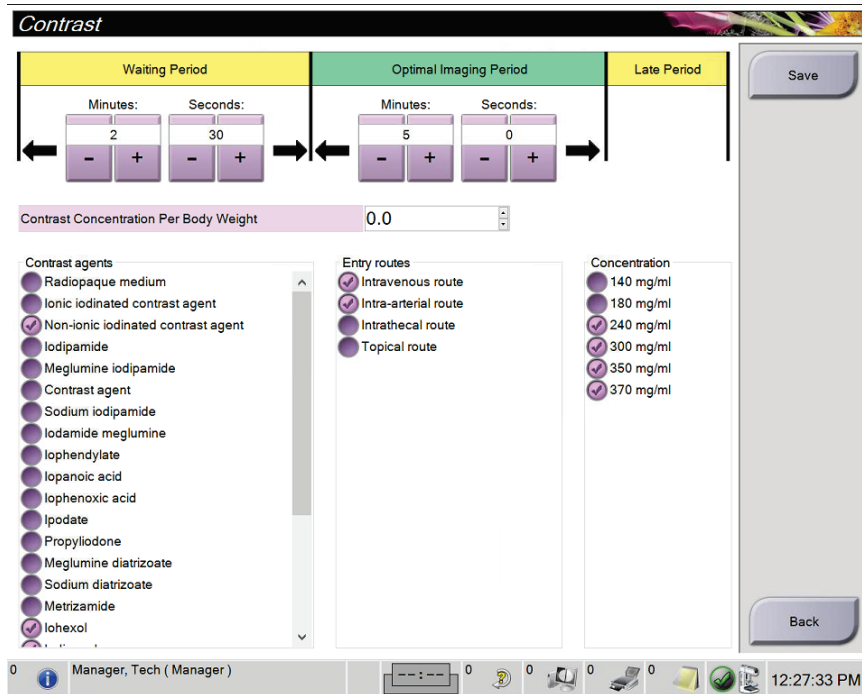 Contrast
Waiting Period
Optimal Imaging Period
Late Period
Save
Minutes: Seconds:
2 30
- + - +
Minutes: Seconds:
5 0
- + - +
Contrast Concentration Per Body Weight 0.0
Contrast agents
Radiopaque medium
Ionic iodinated contrast agent
Non-ionic iodinated contrast agent
Iodipamide
Meglumine iodipamide
Contrast agent
Sodium iodipamide
Iodamide meglumine
Iophendylate
Iopanoic acid
Iophenoxic acid
Ipodate
Propyliodone
Meglumine diatrizoate
Sodium diatrizoate
Metrizamide
Iohexol
Entry routes
Intravenous route
Intra-arterial route
Intrathecal route
Topical route
Concentration
140 mg/ml
180 mg/ml
240 mg/ml
300 mg/ml
350 mg/ml
370 mg/ml
Back
0 Manager, Tech ( Manager ) --:-- 0 0 0 0 12:27:33 PM